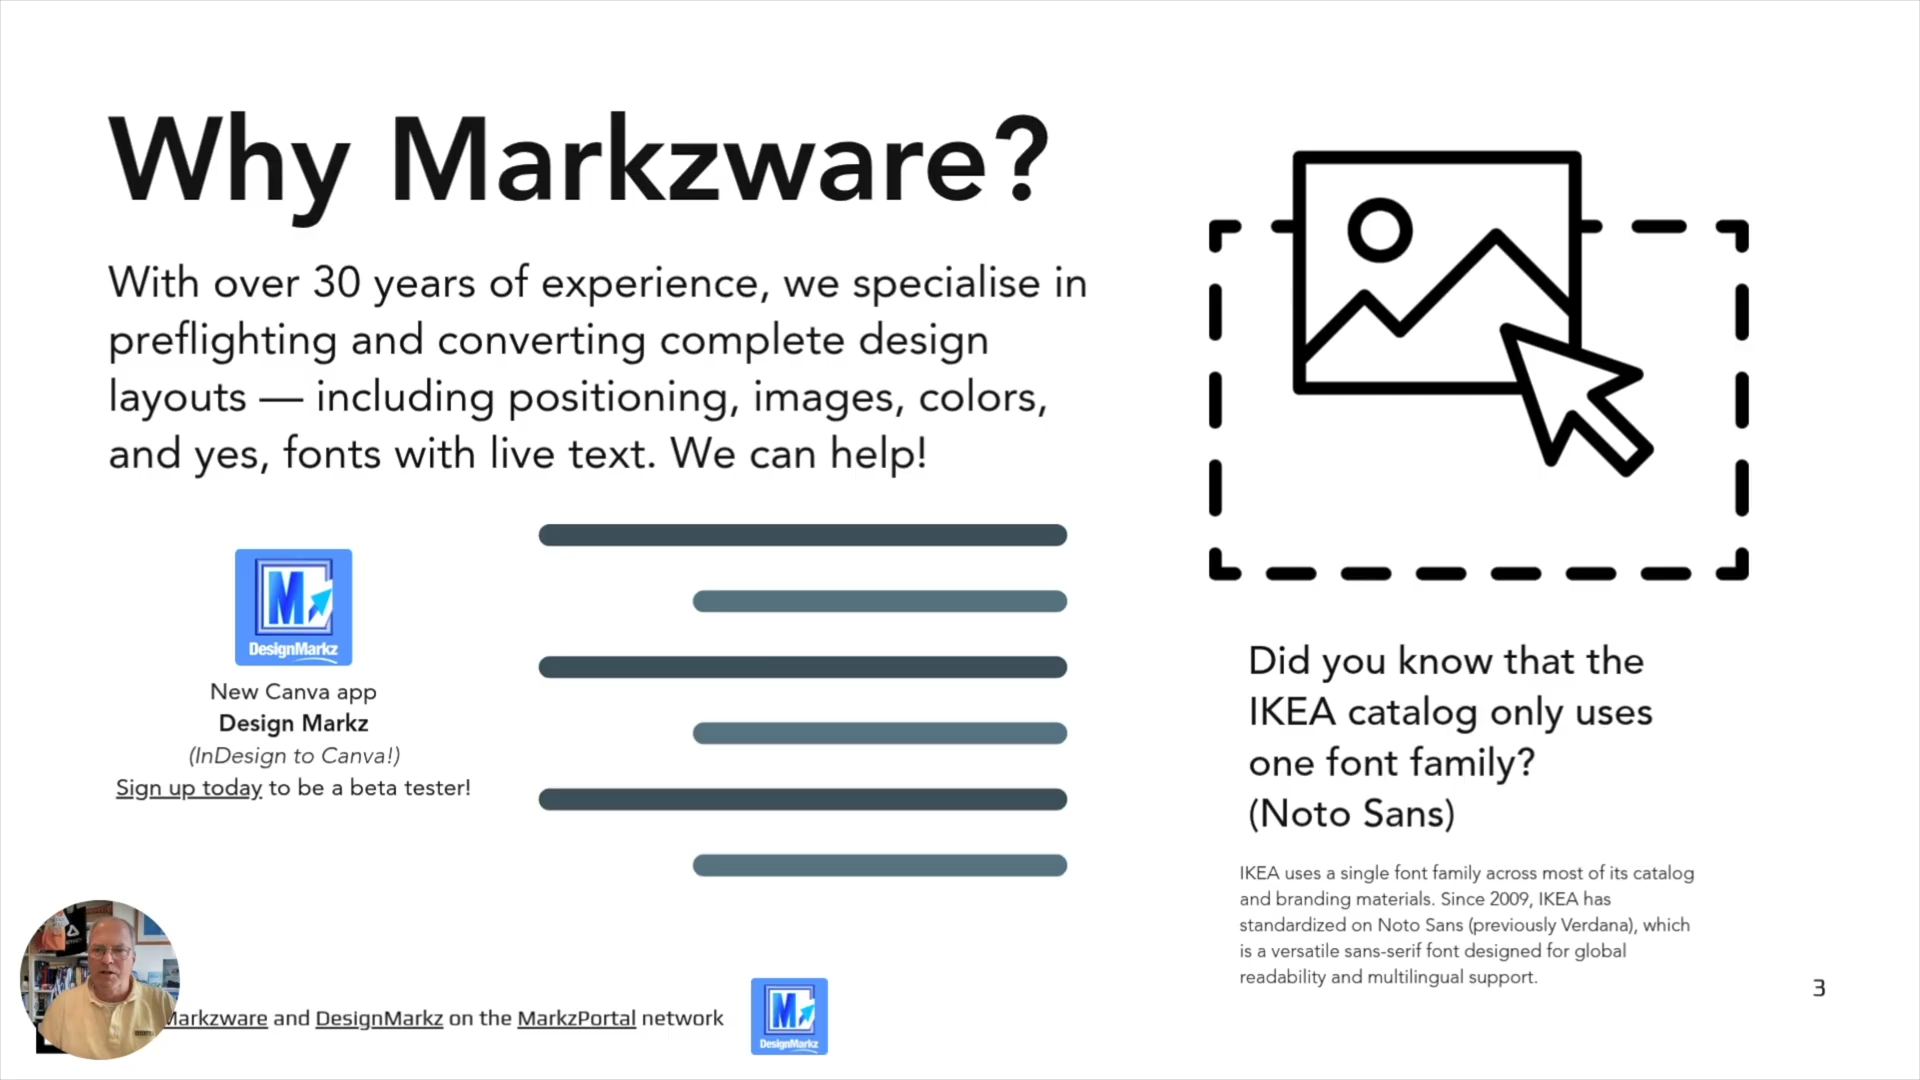 Why Markzware?
With over 30 years of experience, we specialise in
preflighting and converting complete design
layouts — including positioning, images, colors,
and yes, fonts with live text. We can help!
M
DesignMarkz
New Canva app
Design Markz
(InDesign to Canva!)
Sign up today to be a beta tester!
Did you know that the
IKEA catalog only uses
one font family?
(Noto Sans)
IKEA uses a single font family across most of its catalog
and branding materials. Since 2009, IKEA has
standardized on Noto Sans (previously Verdana), which
is a versatile sans-serif font designed for global
readability and multilingual support.
Markzware and DesignMarkz on the MarkzPortal network
M
DesignMarkz
3